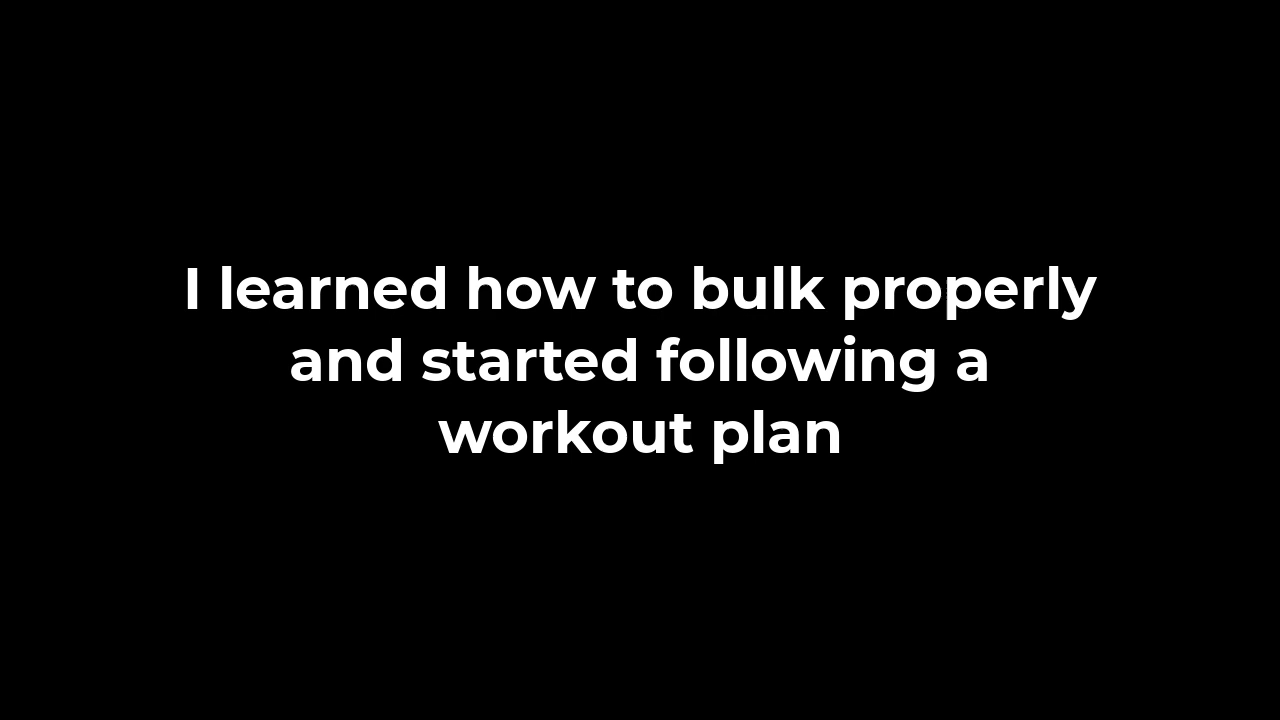 I learned how to bulk properly
and started following a
workout plan